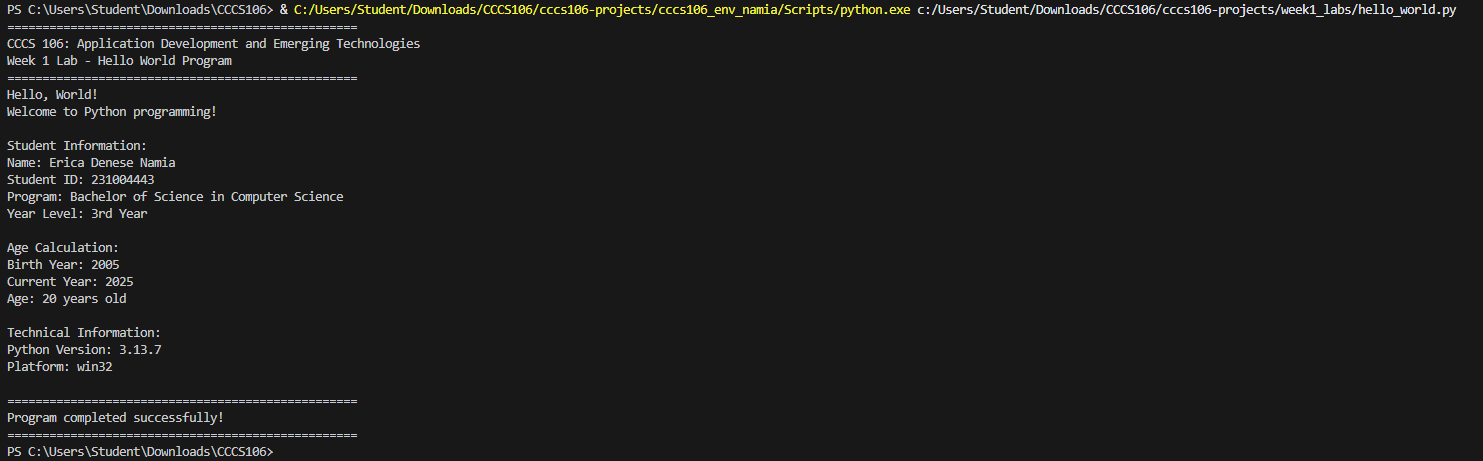 PS C:\Users\Student\Downloads\CCCS106> & C:/Users/Student/Downloads/CCCS106/cccs106-projects/cccs106_env_namia/Scripts/python.exe c:/Users/Student/Downloads/CCCS106/cccs106-projects/week1_labs/hello_world.py
==================================================
CCCS 106: Application Development and Emerging Technologies
Week 1 Lab - Hello World Program
==================================================
Hello, World!
Welcome to Python programming!
Student Information:
Name: Erica Denese Namia
Student ID: 231004443
Program: Bachelor of Science in Computer Science
Year Level: 3rd Year
Age Calculation:
Birth Year: 2005
Current Year: 2025
Age: 20 years old
Technical Information:
Python Version: 3.13.7
Platform: win32
==================================================
Program completed successfully!
==================================================
PS C:\Users\Student\Downloads\CCCS106>